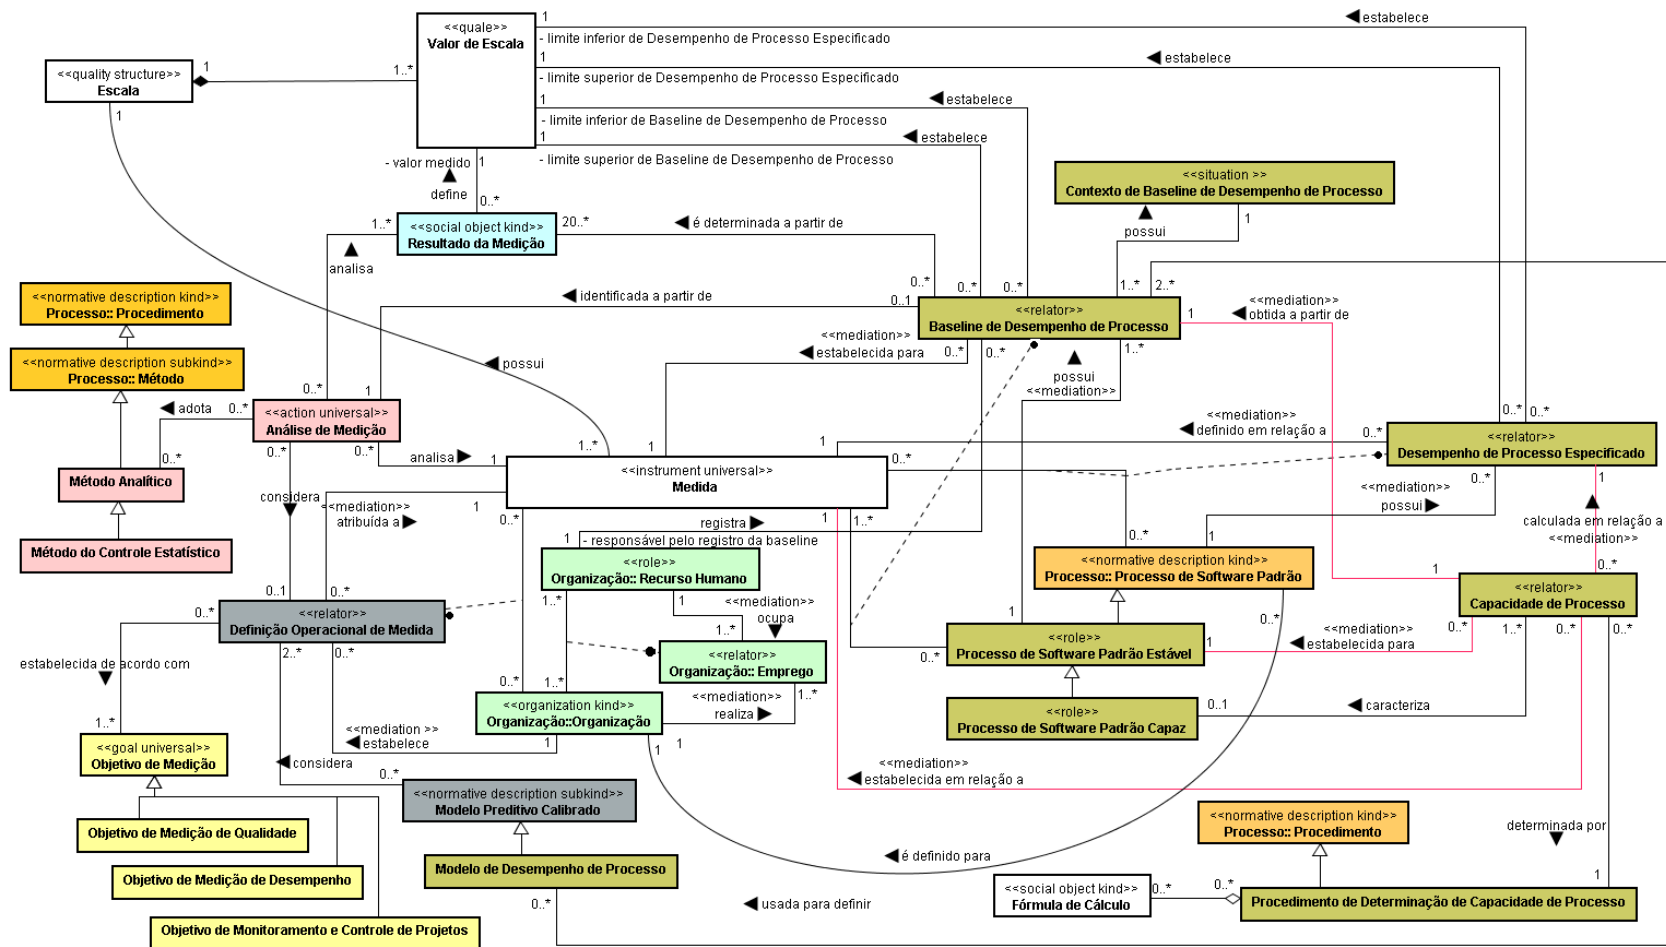 <<quale>>
Valor de Escala
1
◄ estabelece
- limite inferior de Desempenho de Processo Especificado
1
◄ estabelece
- limite superior de Desempenho de Processo Especificado
1
◄ estabelece
- limite inferior de Baseline de Desempenho de Processo
1
◄ estabelece
- limite superior de Baseline de Desempenho de Processo
<<quality structure>>
Escala
1
1..*
1
- valor medido
1
define
0..*
<<situation >>
Contexto de Baseline de Desempenho de Processo
1
possui
1..*
2..*
<<social object kind>>
Resultado da Medição
1..*
20..*
◄ é determinada a partir de
0..*
0..*
0..*
analisa
<<normative description kind>>
Processo:: Procedimento
<<normative description subkind>>
Processo:: Método
◄ identificada a partir de
0..1
<<relator>>
Baseline de Desempenho de Processo
1
<<mediation>>
◄ obtida a partir de
<<mediation>>
◄ estabelecida para
0..*
0..*
possui
<<mediation>>
1..*
◄ possui
0..*
1
◄ adota
0..*
0..*
<<action universal>>
Análise de Medição
0..*
0..*
analisa ►
1
1..*
1
1
<<mediation>>
◄ definido em relação a
0..*
0..*
0..*
<<relator>>
Desempenho de Processo Especificado
0..*
1
<<mediation>>
possui ►
Método Analítico
Método do Controle Estatístico
considera
<<mediation>>
atribuída a ►
1
<<instrument universal>>
Medida
0..*
0..*
1
1..*
0..*
1
calculada em relação a
<<mediation>>
0..*
registra ►
1
- responsável pelo registro da baseline
<<role>>
Organização:: Recurso Humano
1..*
1
<<mediation>>
ocupa
1..*
<<relator>>
Organização:: Emprego
1..*
<<mediation>>
realiza ►
<<normative description kind>>
Processo:: Processo de Software Padrão
0..*
1
<<relator>>
Capacidade de Processo
0..*
1..*
0..*
0..*
0..1
0..*
<<relator>>
Definição Operacional de Medida
0..*
2..*
0..*
estabelecida de acordo com
1..*
<<goal universal>>
Objetivo de Medição
1
0..*
<<role>>
Processo de Software Padrão Estável
1
<<mediation>>
◄ estabelecida para
<<role>>
Processo de Software Padrão Capaz
0..1
◄ caracteriza
1..*
<<organization kind>>
Organização::Organização
1
1
1
<<mediation >>
◄ estabelece
◄ considera
0..*
<<normative description subkind>>
Modelo Preditivo Calibrado
<<mediation>>
◄ estabelecida em relação a
Objetivo de Medição de Qualidade
Objetivo de Medição de Desempenho
Objetivo de Monitoramento e Controle de Projetos
Modelo de Desempenho de Processo
0..*
◄ é definido para
◄ usada para definir
<<normative description kind>>
Processo:: Procedimento
determinada por
1
<<social object kind>>
Fórmula de Cálculo
0..*
0..*
Procedimento de Determinação de Capacidade de Processo